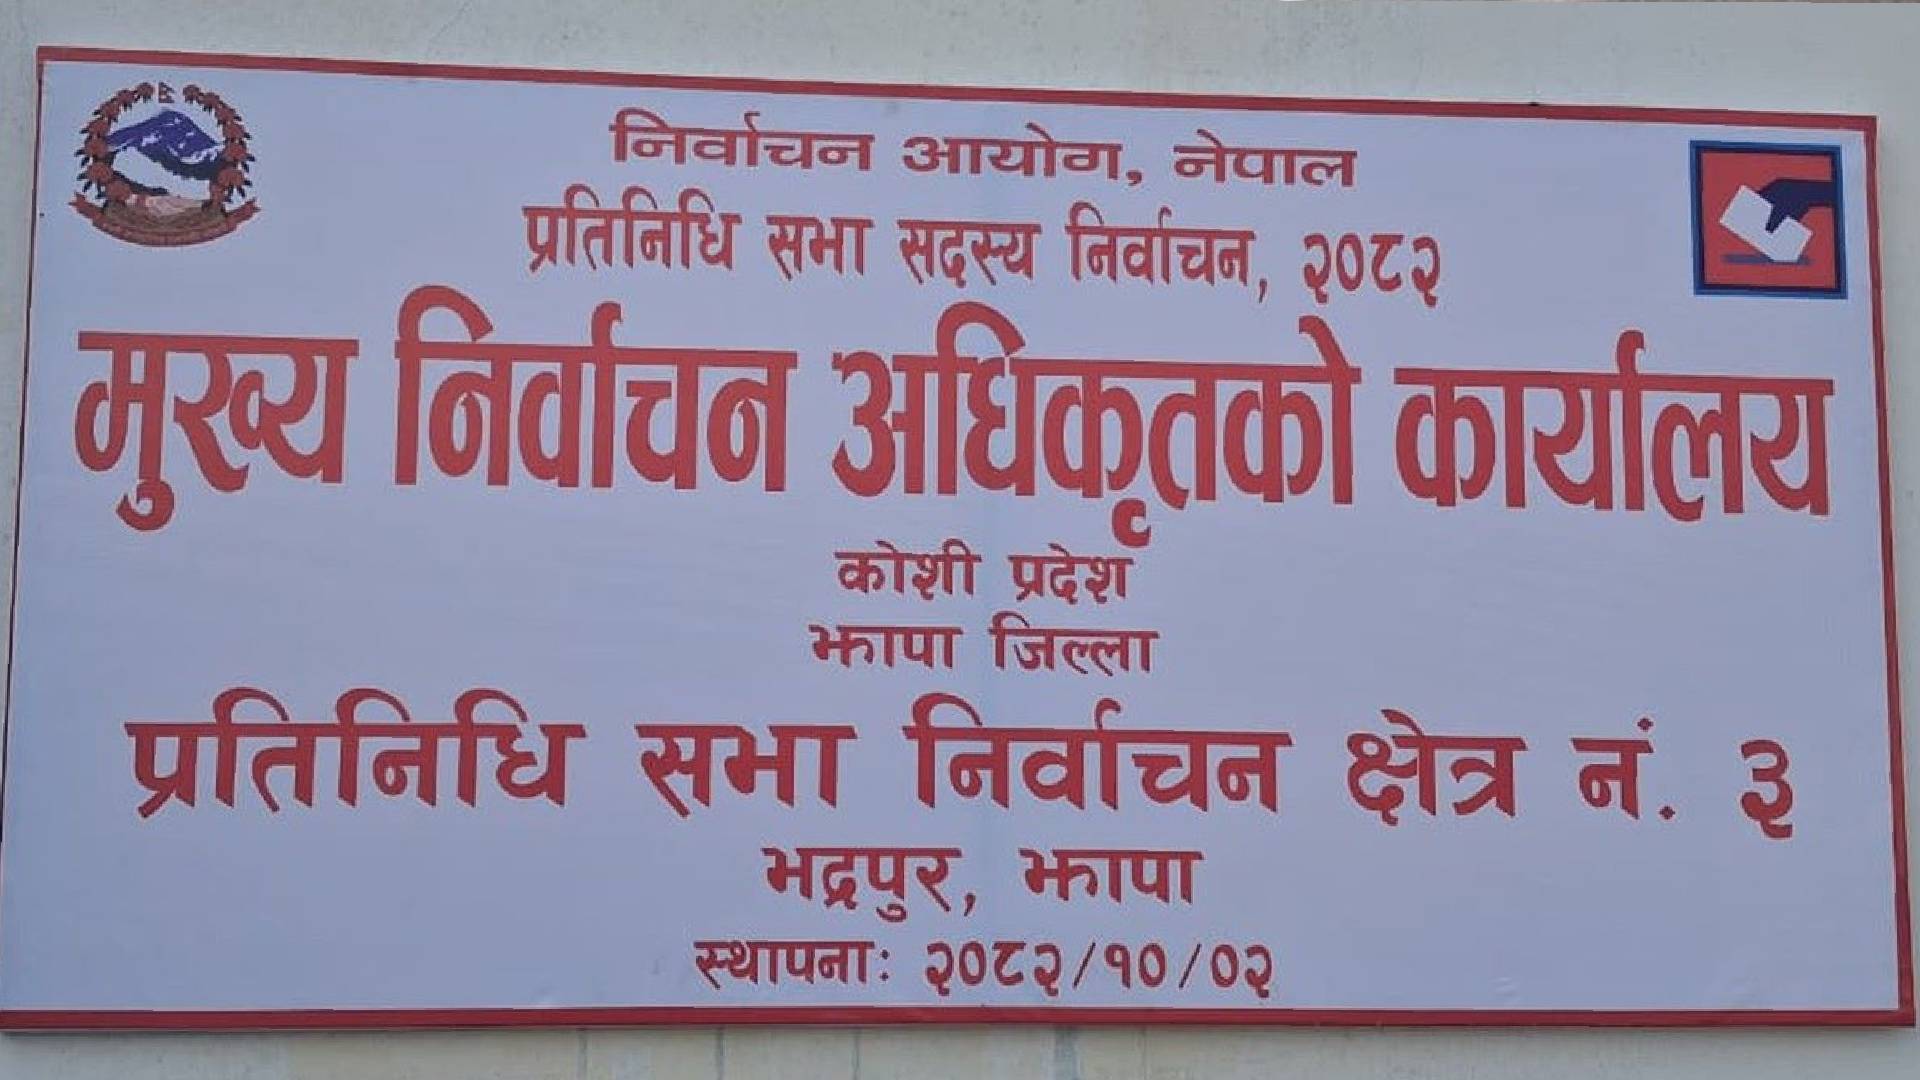 निर्वाचन आयोग, नेपाल
प्रतिनिधि सभा सदस्य निर्वाचन, २०८२
मुख्य निर्वाचन अधिकृतको कार्यालय
कोशी प्रदेश
झापा जिल्ला
प्रतिनिधि सभा निर्वाचन क्षेत्र नं. ३
भद्रपुर, झापा
स्थापनाः २०८२/१०/०२